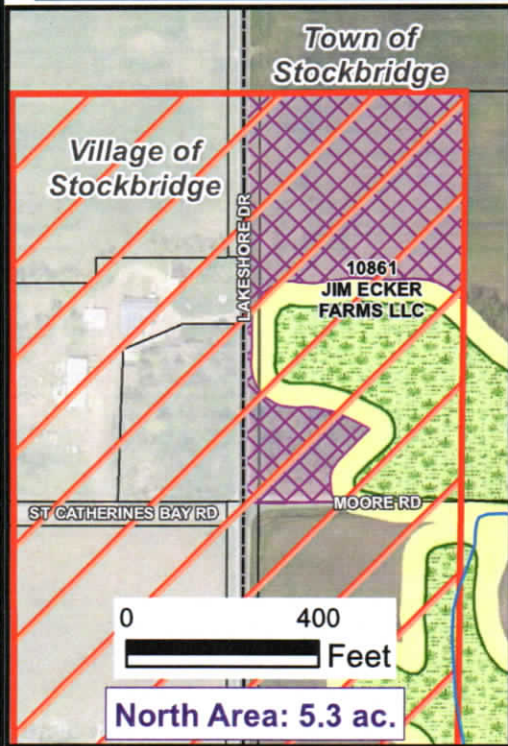 Town of
Stockbridge
Village of
Stockbridge
LAKESHORE DR
10861
JIM ECKER
FARMS LLC
ST CATHERINES BAY RD
MOORE RD
0 400
Feet
North Area: 5.3 ac.